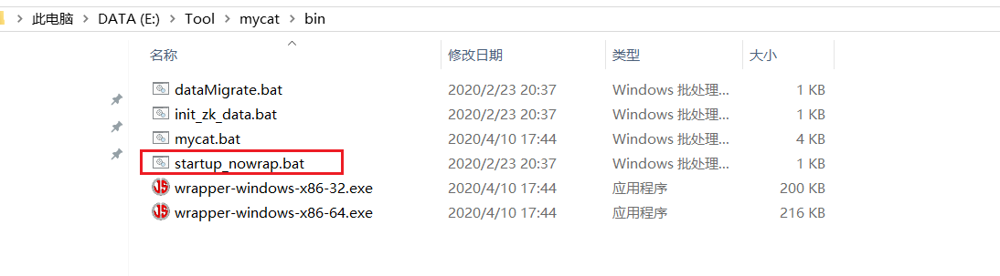 此电脑 > DATA (E:) > Tool > mycat > bin
名称 修改日期 类型 大小
dataMigrate.bat 2020/2/23 20:37 Windows 批处理... 1 KB
init_zk_data.bat 2020/2/23 20:37 Windows 批处理... 1 KB
mycat.bat 2020/4/10 17:44 Windows 批处理... 4 KB
startup_nowrap.bat 2020/2/23 20:37 Windows 批处理... 1 KB
wrapper-windows-x86-32.exe 2020/4/10 17:44 应用程序 200 KB
wrapper-windows-x86-64.exe 2020/4/10 17:44 应用程序 216 KB